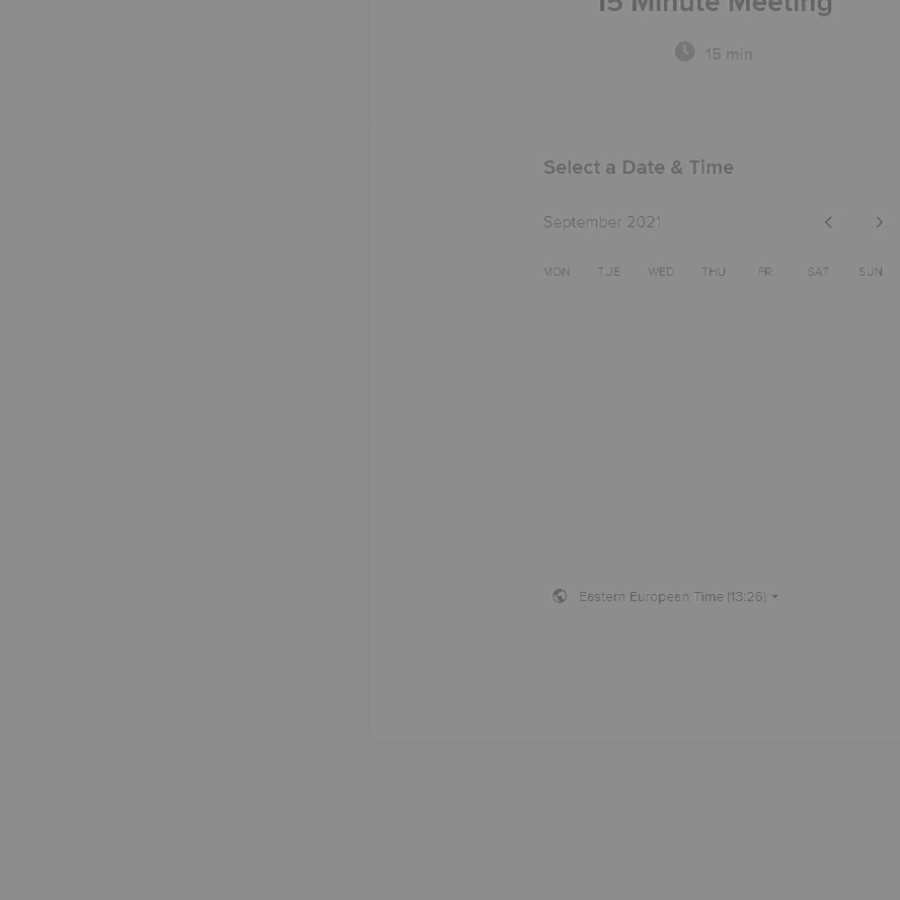 15 Minute Meeting
15 min
Select a Date & Time
September 2021
MON TUE WED THU FRI SAT SUN
Eastern European Time (13:26)